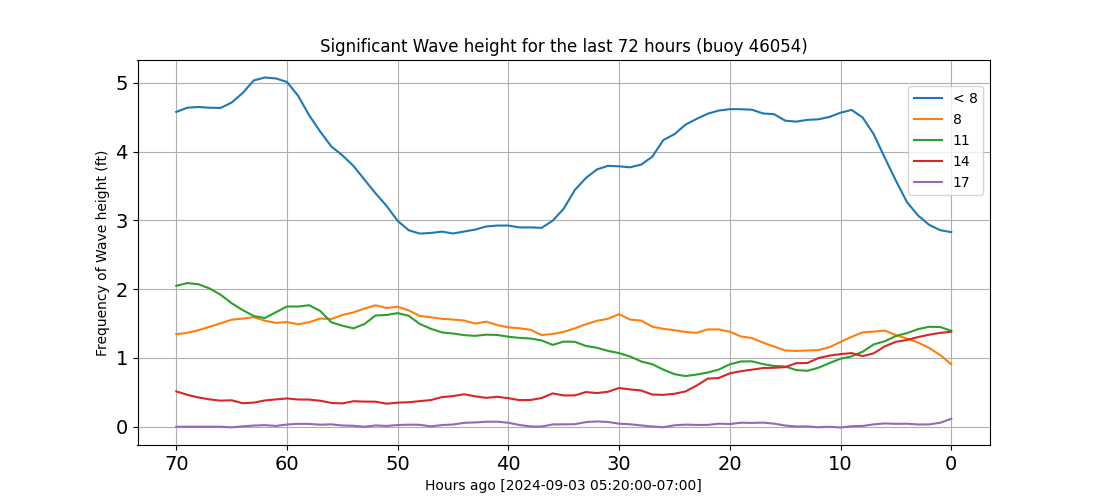 Significant Wave height for the last 72 hours (buoy 46054)
Frequency of Wave height (ft)
5
4
3
2
1
0
< 8
8
11
14
17
70 60 50 40 30 20 10 0
Hours ago [2024-09-03 05:20:00-07:00]